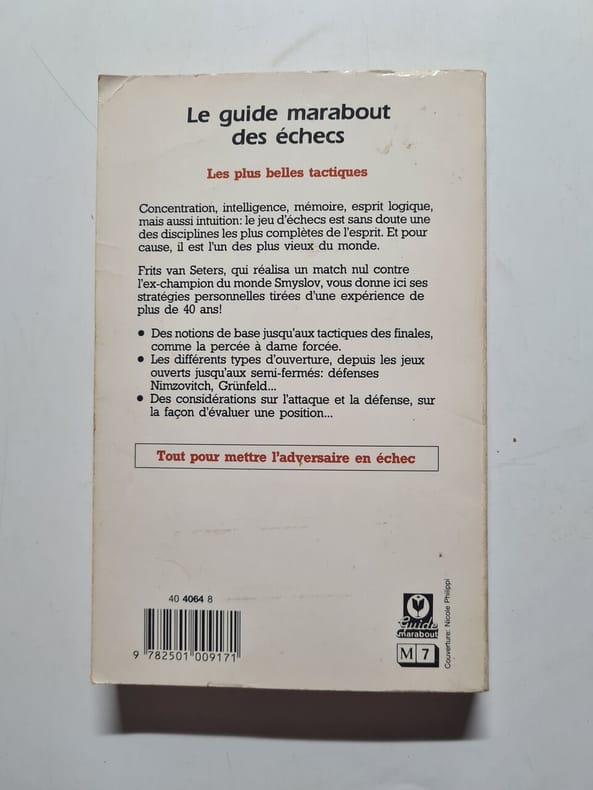 Le guide marabout
des échecs
Les plus belles tactiques
Concentration, intelligence, mémoire, esprit logique,
mais aussi intuition: le jeu d'échecs est sans doute une
des disciplines les plus complètes de l'esprit. Et pour
cause, il est l'un des plus vieux du monde.
Frits van Seters, qui réalisa un match nul contre
l'ex-champion du monde Smyslov, vous donne ici ses
stratégies personnelles tirées d'une expérience de
plus de 40 ans!
● Des notions de base jusqu'aux tactiques des finales,
comme la percée à dame forcée.
● Les différents types d'ouverture, depuis les jeux
ouverts jusqu'aux semi-fermés: défenses
Nimzovitch, Grünfeld...
● Des considérations sur l'attaque et la défense, sur
la façon d'évaluer une position...
Tout pour mettre l'adversaire en échec
40 4064 8
9 782501 009171
Guide
marabout
M 7
Couverture: Nicole Philippi